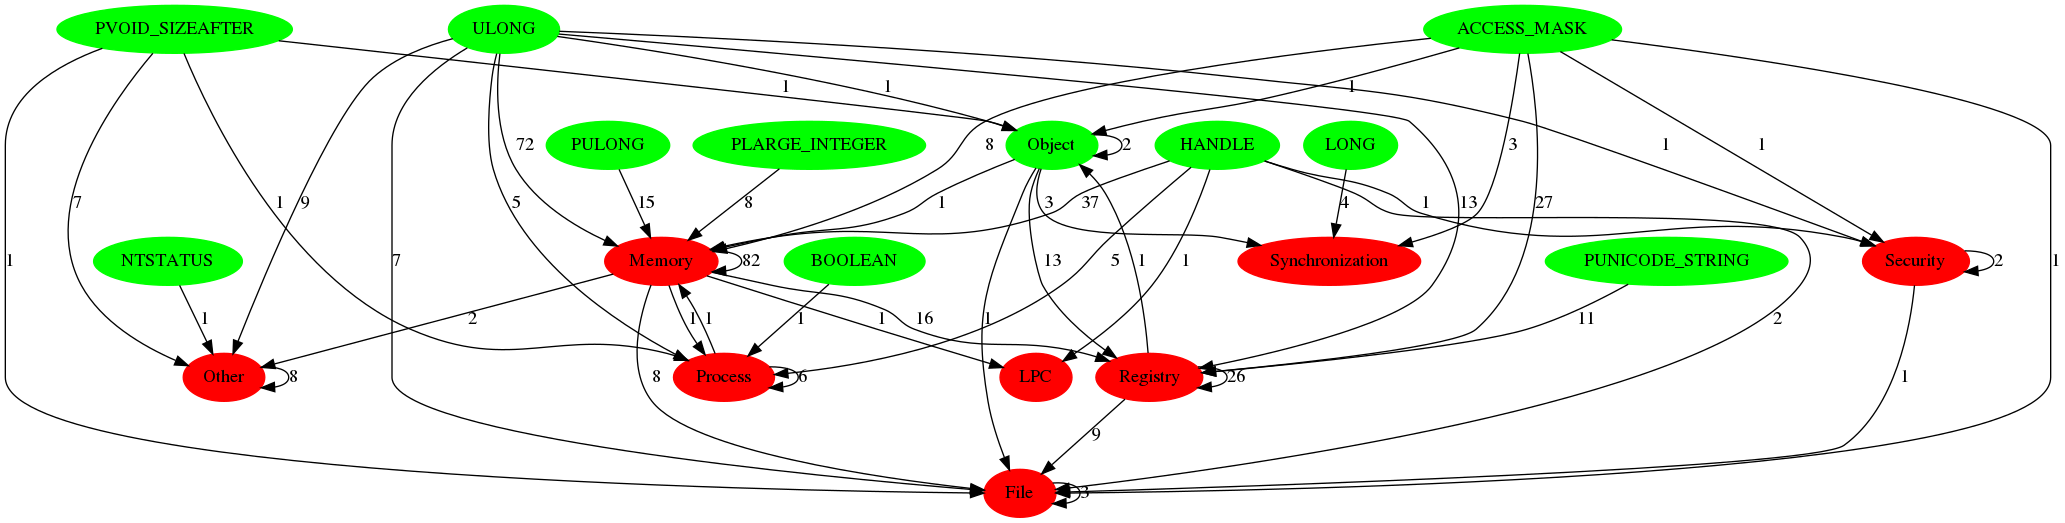 PVOID_SIZEAFTER
ULONG
ACCESS_MASK
1
1
1
72
PULONG
PLARGE_INTEGER
8
Object
2
HANDLE
LONG
3
1
1
7
1
9
5
15
8
1
3
37
1
4
13
27
1
NTSTATUS
Memory
82
BOOLEAN
13
1
5
1
Synchronization
PUNICODE_STRING
Security
2
1
7
1
2
1
1
1
1
16
1
11
2
1
Other
8
8
Process
6
LPC
Registry
26
1
9
File
3